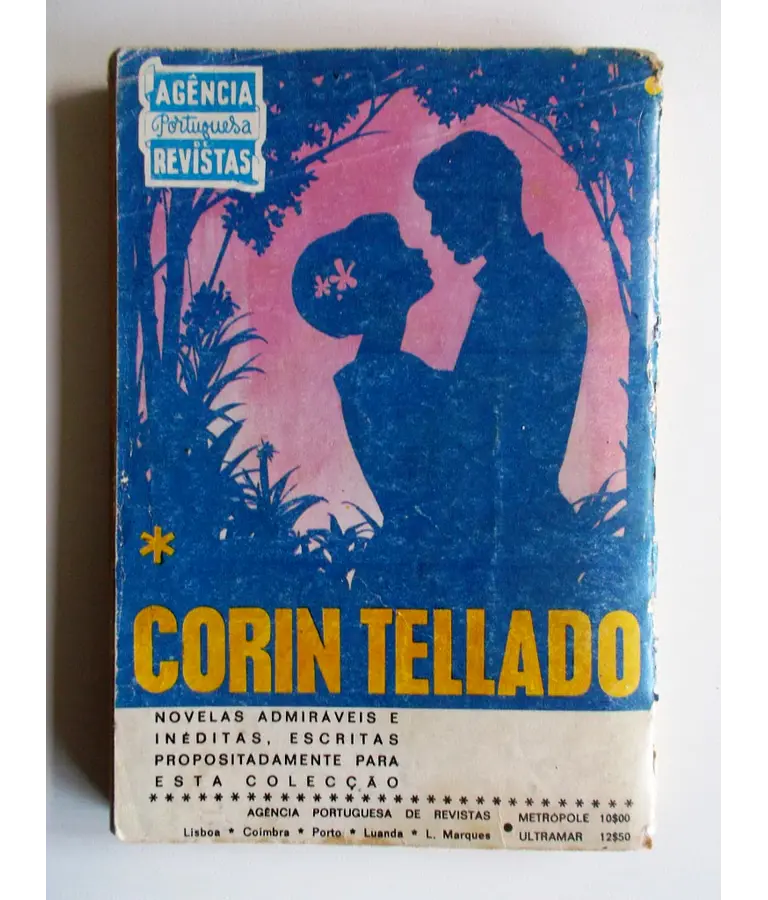 AGÊNCIA
Portuguesa
DE
REVISTAS
*
CORIN TELLADO
NOVELAS ADMIRÁVEIS E
INÉDITAS, ESCRITAS
PROPOSITADAMENTE PARA
ESTA COLECÇÃO
AGÊNCIA PORTUGUESA DE REVISTAS
Lisboa * Coimbra * Porto * Luanda * L. Marques
● METRÓPOLE 10$00
ULTRAMAR 12$50